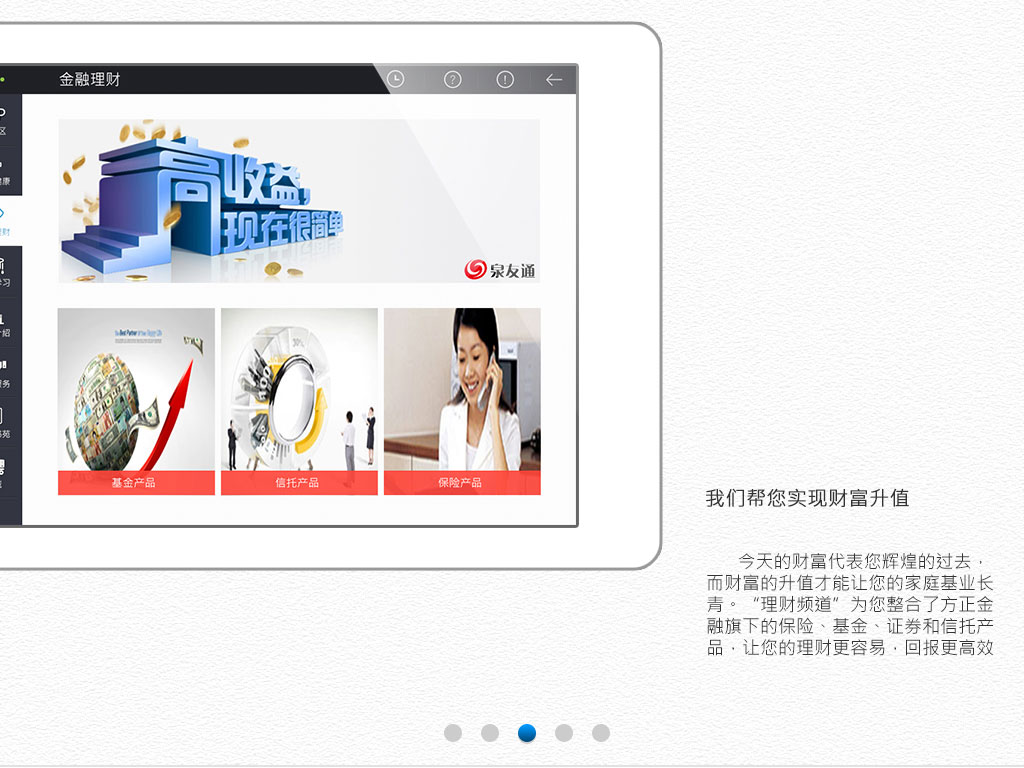 金融理财
区
康
财
习
绍
务
苑
高收益，
现在很简单
泉友通
基金产品
信托产品
保险产品
我们帮您实现财富升值
今天的财富代表您辉煌的过去，
而财富的升值才能让您的家庭基业长
青。“理财频道”为您整合了方正金
融旗下的保险、基金、证券和信托产
品，让您的理财更容易，回报更高效